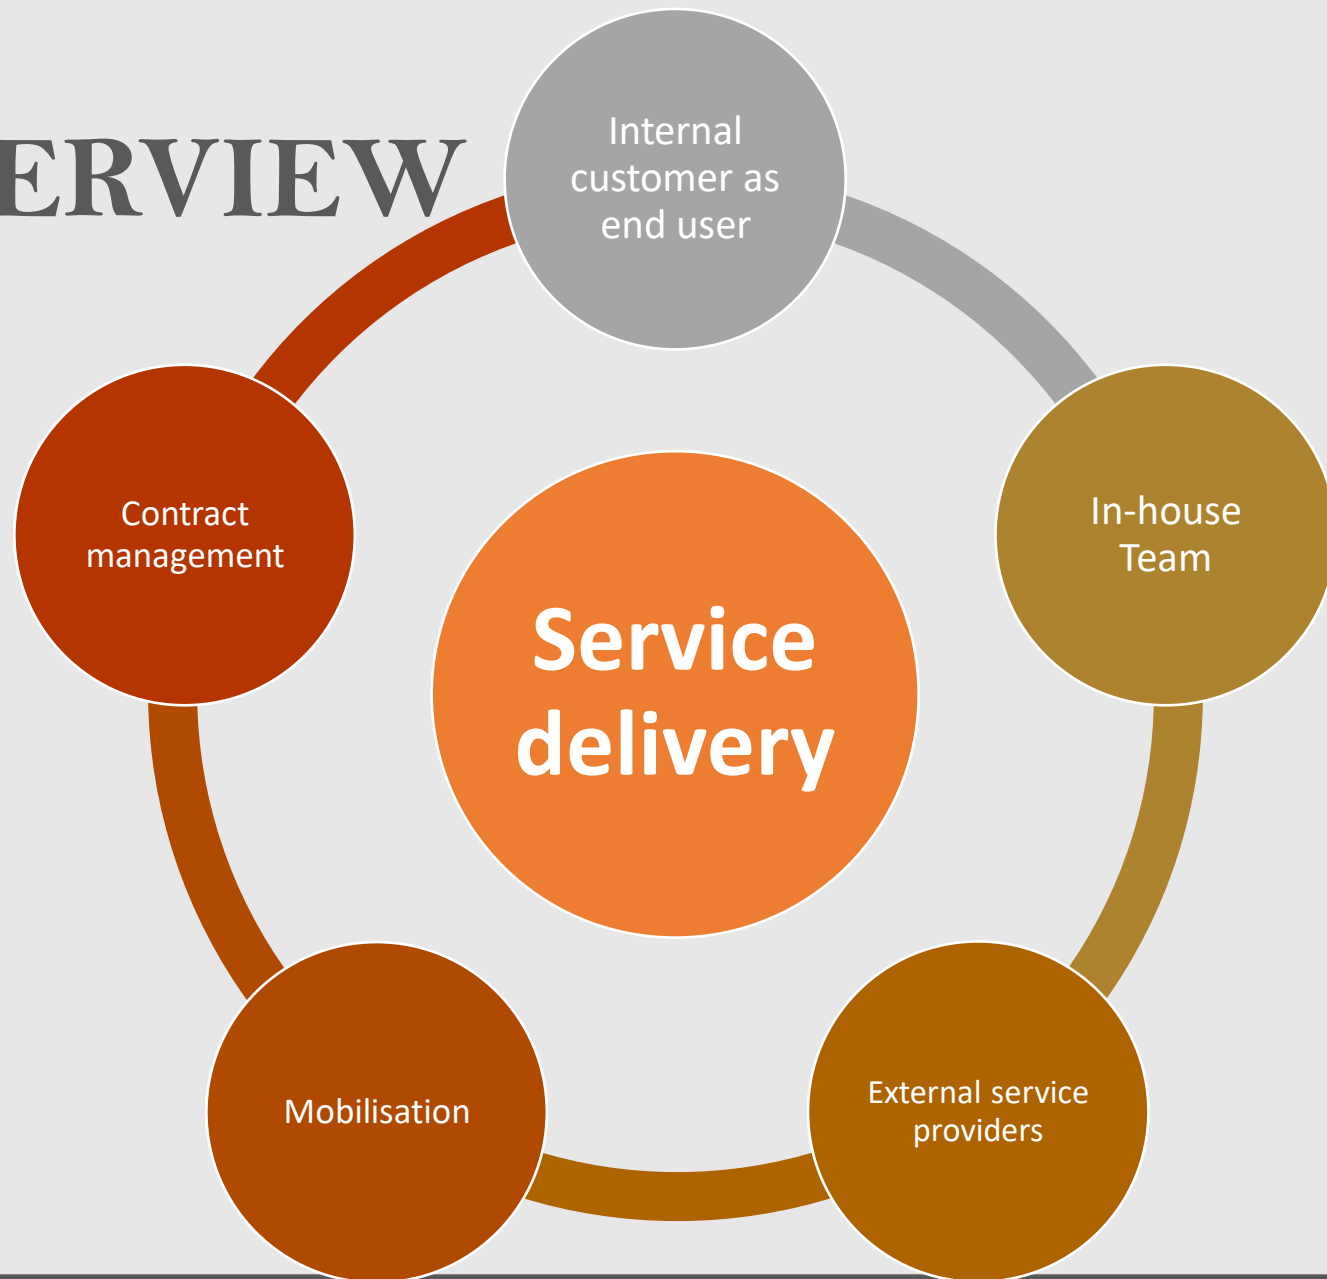 ERVIEW
Internal
customer as
end user
In-house
Team
External service
providers
Mobilisation
Contract
management
Service
delivery